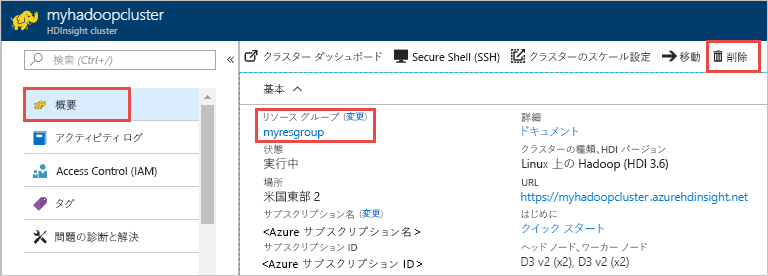 myhadoopcluster
HDInsight cluster
検索 (Ctrl+/)
概要
アクティビティ ログ
Access Control (IAM)
タグ
問題の診断と解決
クラスター ダッシュボード Secure Shell (SSH) クラスターのスケール設定 移動 削除
基本
リソース グループ (変更)
myresgroup
状態
実行中
場所
米国東部 2
サブスクリプション名 (変更)
<Azure サブスクリプション名>
サブスクリプション ID
<Azure サブスクリプション ID>
詳細
ドキュメント
クラスターの種類、HDI バージョン
Linux 上の Hadoop (HDI 3.6)
URL
https://myhadoopcluster.azurehdinsight.net
はじめに
クイック スタート
ヘッド ノード、ワーカー ノード
D3 v2 (x2), D3 v2 (x2)